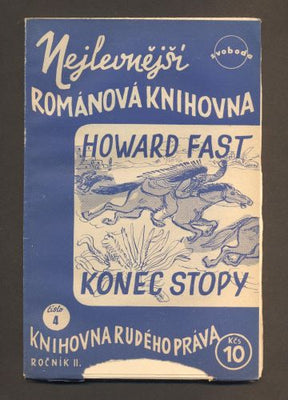 Nejlevnější
svoboda
ROMÁNOVÁ KNIHOVNA
HOWARD FAST
KONEC STOPY
číslo
4
KNIHOVNA RUDÉHO PRÁVA
ROČNÍK II.
Kčs
10